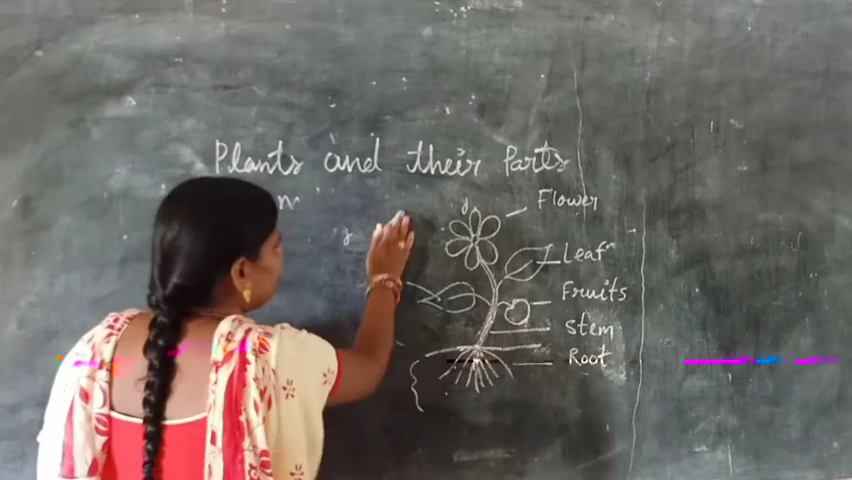 Plants and their Parts
Flower
Leaf
Fruits
Stem
Root